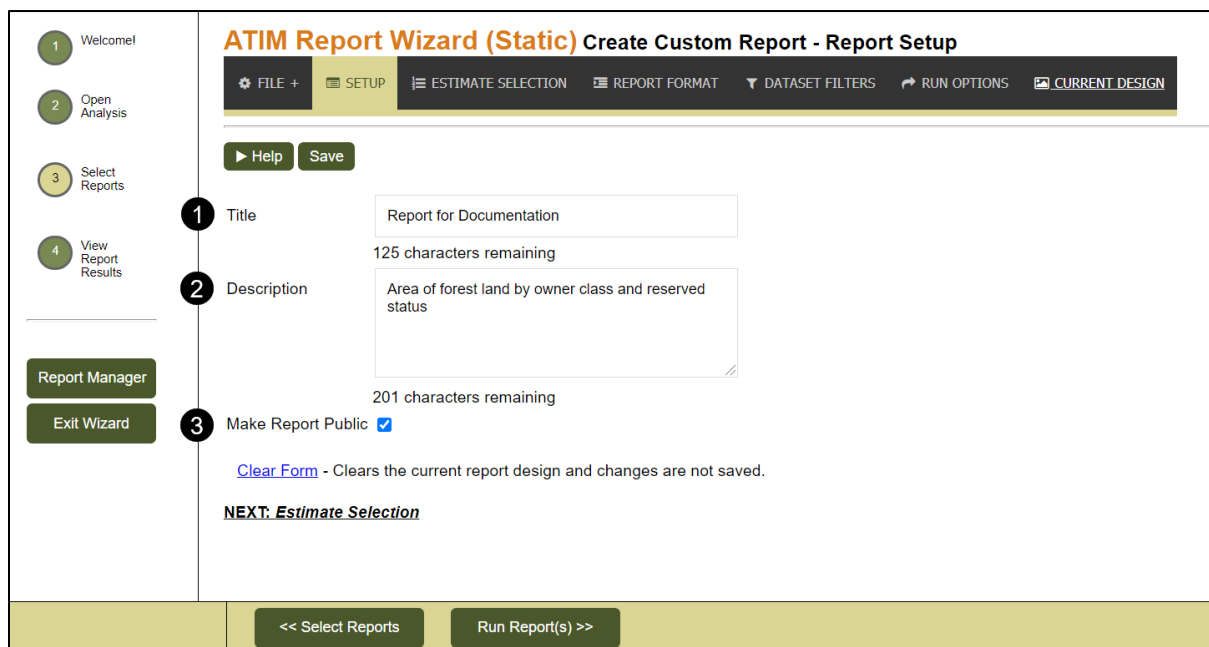 1 Welcome!
2 Open
Analysis
3 Select
Reports
4 View
Report
Results
Report Manager
Exit Wizard
ATIM Report Wizard (Static) Create Custom Report - Report Setup
FILE + SETUP ESTIMATE SELECTION REPORT FORMAT DATASET FILTERS RUN OPTIONS CURRENT DESIGN
Help Save
1 Title Report for Documentation
125 characters remaining
2 Description Area of forest land by owner class and reserved
status
201 characters remaining
3 Make Report Public
Clear Form - Clears the current report design and changes are not saved.
NEXT: Estimate Selection
<< Select Reports Run Report(s) >>